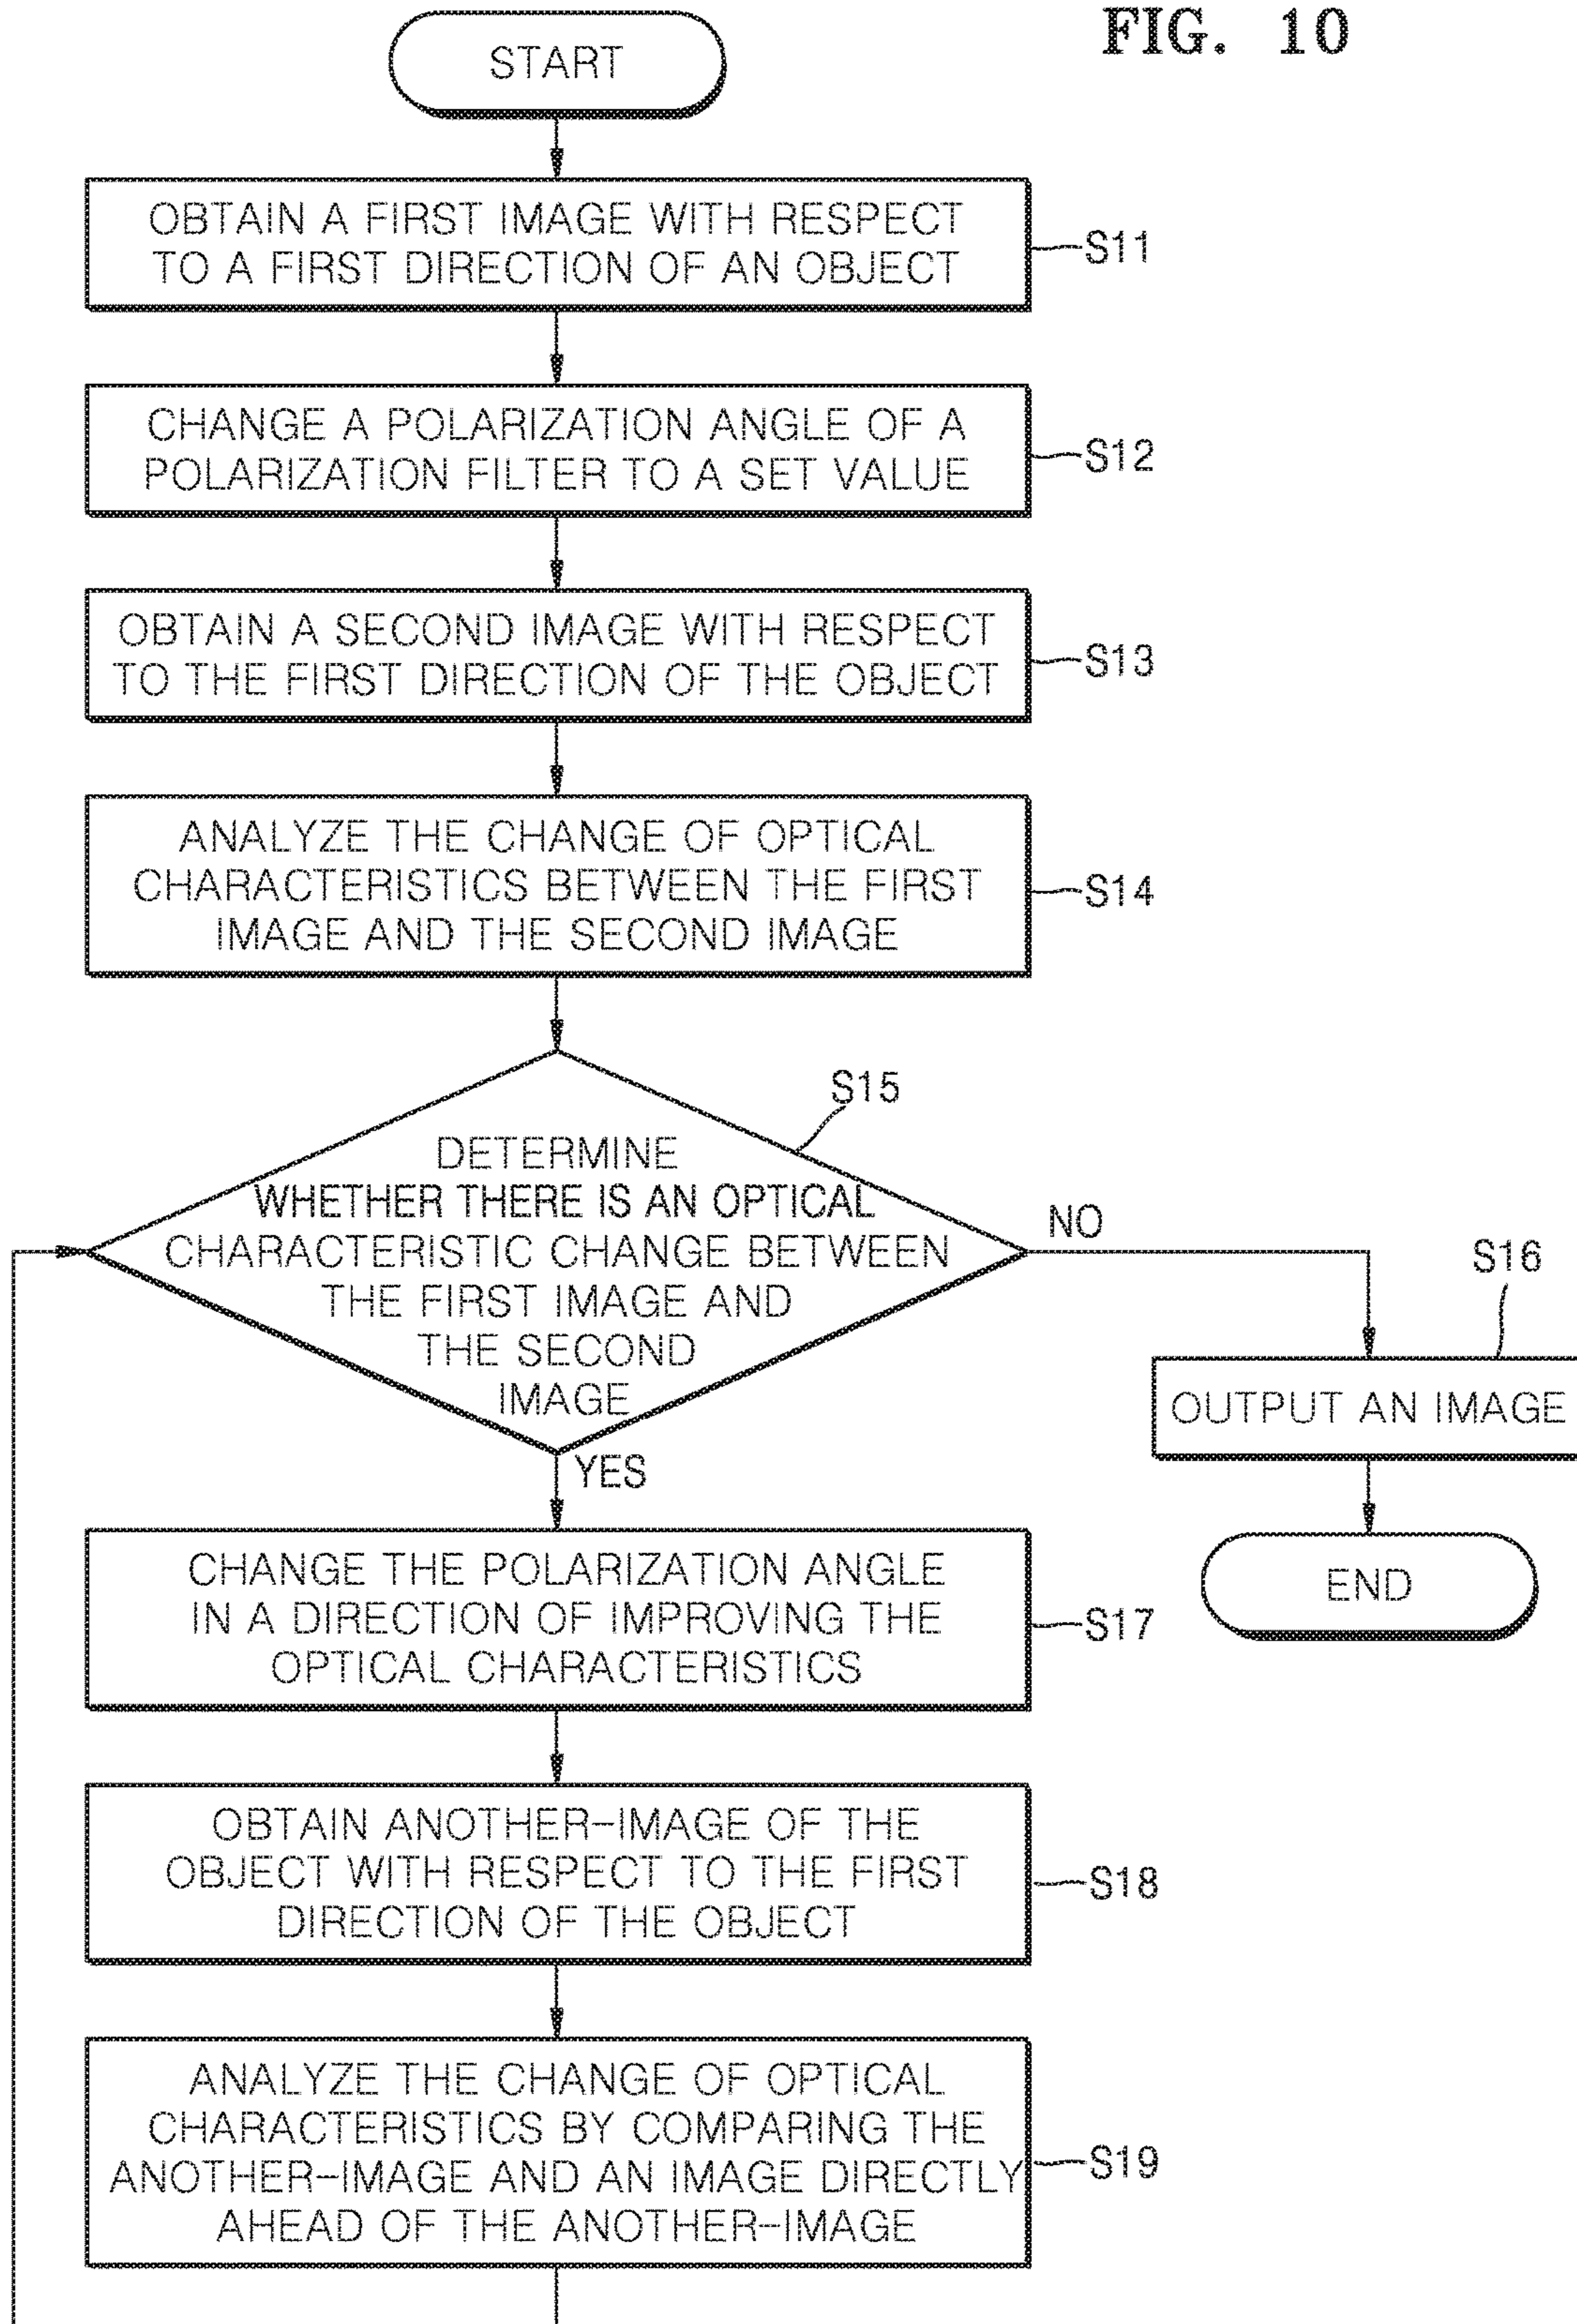 FIG. 10
START
OBTAIN A FIRST IMAGE WITH RESPECT
TO A FIRST DIRECTION OF AN OBJECT
S11
CHANGE A POLARIZATION ANGLE OF A
POLARIZATION FILTER TO A SET VALUE
S12
OBTAIN A SECOND IMAGE WITH RESPECT
TO THE FIRST DIRECTION OF THE OBJECT
S13
ANALYZE THE CHANGE OF OPTICAL
CHARACTERISTICS BETWEEN THE FIRST
IMAGE AND THE SECOND IMAGE
S14
S15
DETERMINE
WHETHER THERE IS AN OPTICAL
CHARACTERISTIC CHANGE BETWEEN
THE FIRST IMAGE AND
THE SECOND
IMAGE
NO
S16
OUTPUT AN IMAGE
END
YES
CHANGE THE POLARIZATION ANGLE
IN A DIRECTION OF IMPROVING THE
OPTICAL CHARACTERISTICS
S17
OBTAIN ANOTHER-IMAGE OF THE
OBJECT WITH RESPECT TO THE FIRST
DIRECTION OF THE OBJECT
S18
ANALYZE THE CHANGE OF OPTICAL
CHARACTERISTICS BY COMPARING THE
ANOTHER-IMAGE AND AN IMAGE DIRECTLY
AHEAD OF THE ANOTHER-IMAGE
S19